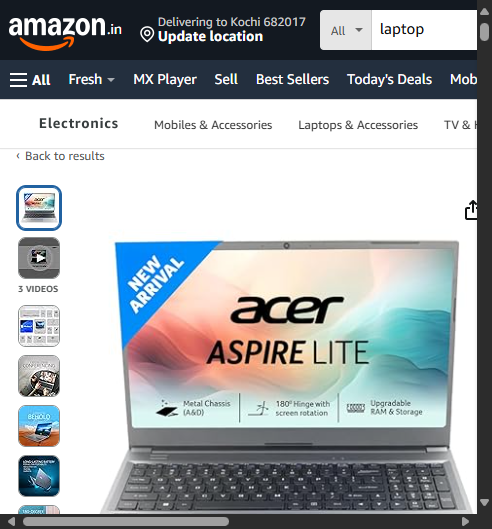 amazon.in
Delivering to Kochi 682017
Update location
All
laptop
All
Fresh
MX Player
Sell
Best Sellers
Today's Deals
Mob
Electronics
Mobiles & Accessories
Laptops & Accessories
TV &
‹ Back to results
3 VIDEOS
NEW
ARRIVAL
acer
ASPIRE LITE
Metal Chassis
(A&D)
180° Hinge with
screen rotation
Upgradable
RAM & Storage
BEHOLD